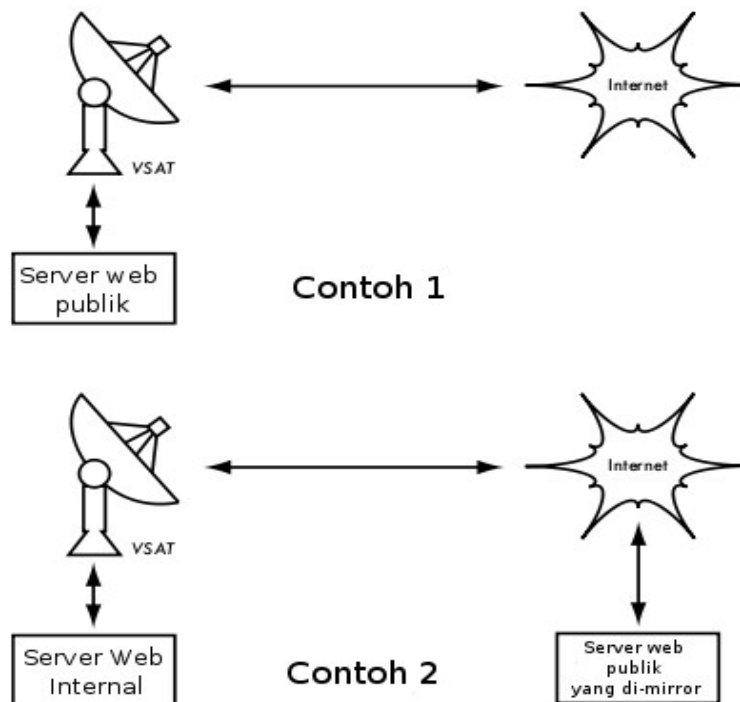 Internet
VSAT
Server web
publik
Contoh 1
Internet
VSAT
Server Web
Internal
Contoh 2
Server web
publik
yang di-mirror